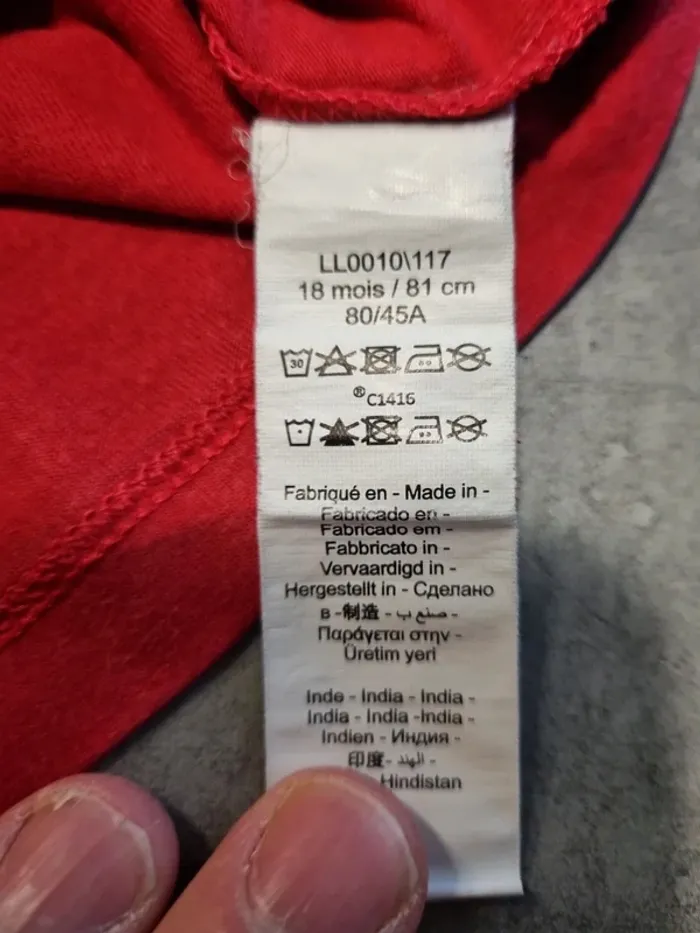 LL0010\117
18 mois / 81 cm
80/45A
30
®C1416
Fabriqué en - Made in -
Fabricado en -
Fabricado em -
Fabbricato in -
Vervaardigd in -
Hergestellt in - Сделано
в -制造 - صنع ب -
Παράγεται στην -
Üretim yeri
Inde - India - India -
India - India -India -
Indien - Индия -
印度- الهند -
Hindistan